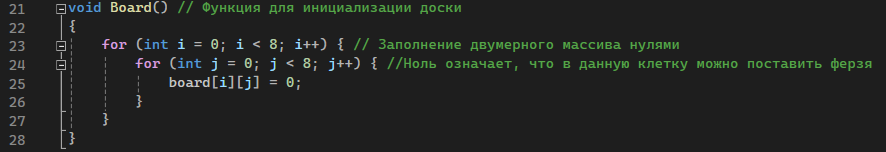 21 void Board() // Функция для инициализации доски
22 {
23 for (int i = 0; i < 8; i++) { // Заполнение двумерного массива нулями
24 for (int j = 0; j < 8; j++) { //Ноль означает, что в данную клетку можно поставить ферзя
25 board[i][j] = 0;
26 }
27 }
28 }